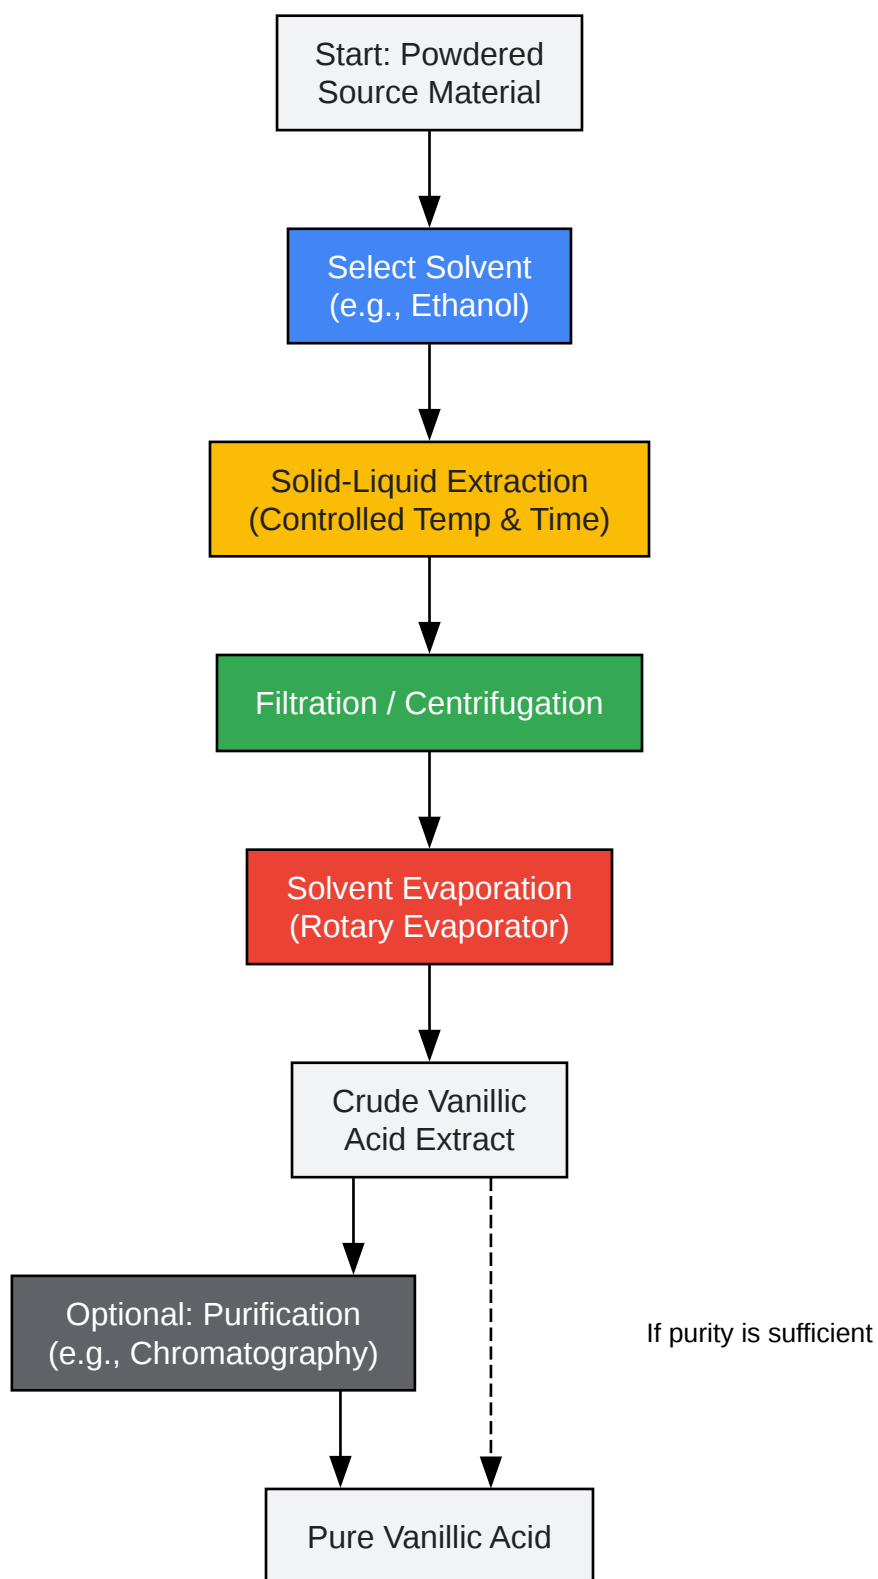 Start: Powdered
Source Material
Select Solvent
(e.g., Ethanol)
Solid-Liquid Extraction
(Controlled Temp & Time)
Filtration / Centrifugation
Solvent Evaporation
(Rotary Evaporator)
Crude Vanillic
Acid Extract
Optional: Purification
(e.g., Chromatography)
If purity is sufficient
Pure Vanillic Acid